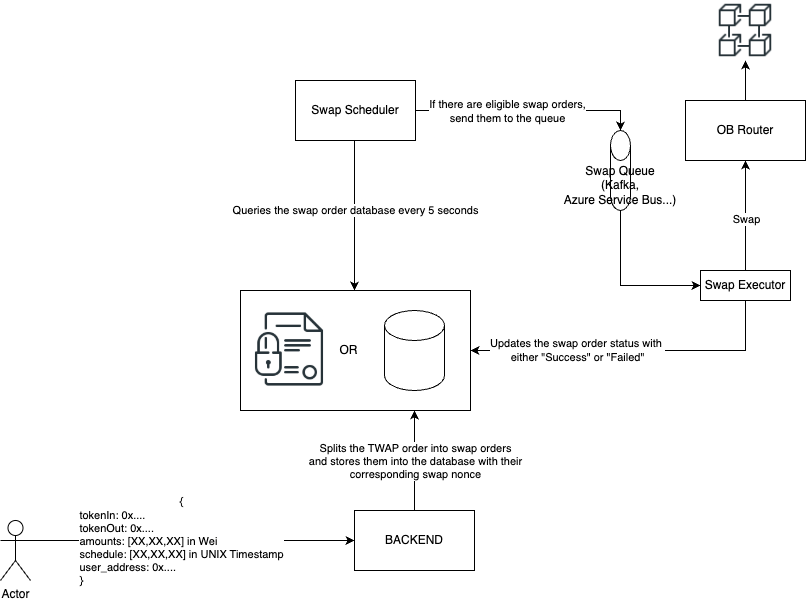 Swap Scheduler
If there are eligible swap orders,
send them to the queue
OB Router
Swap Queue
(Kafka,
Azure Service Bus...)
Queries the swap order database every 5 seconds
Swap
Swap Executor
OR
Updates the swap order status with
either "Success" or "Failed"
Splits the TWAP order into swap orders
and stores them into the database with their
corresponding swap nonce
{
tokenIn: 0x....
tokenOut: 0x....
amounts: [XX,XX,XX] in Wei
schedule: [XX,XX,XX] in UNIX Timestamp
user_address: 0x....
}
BACKEND
Actor